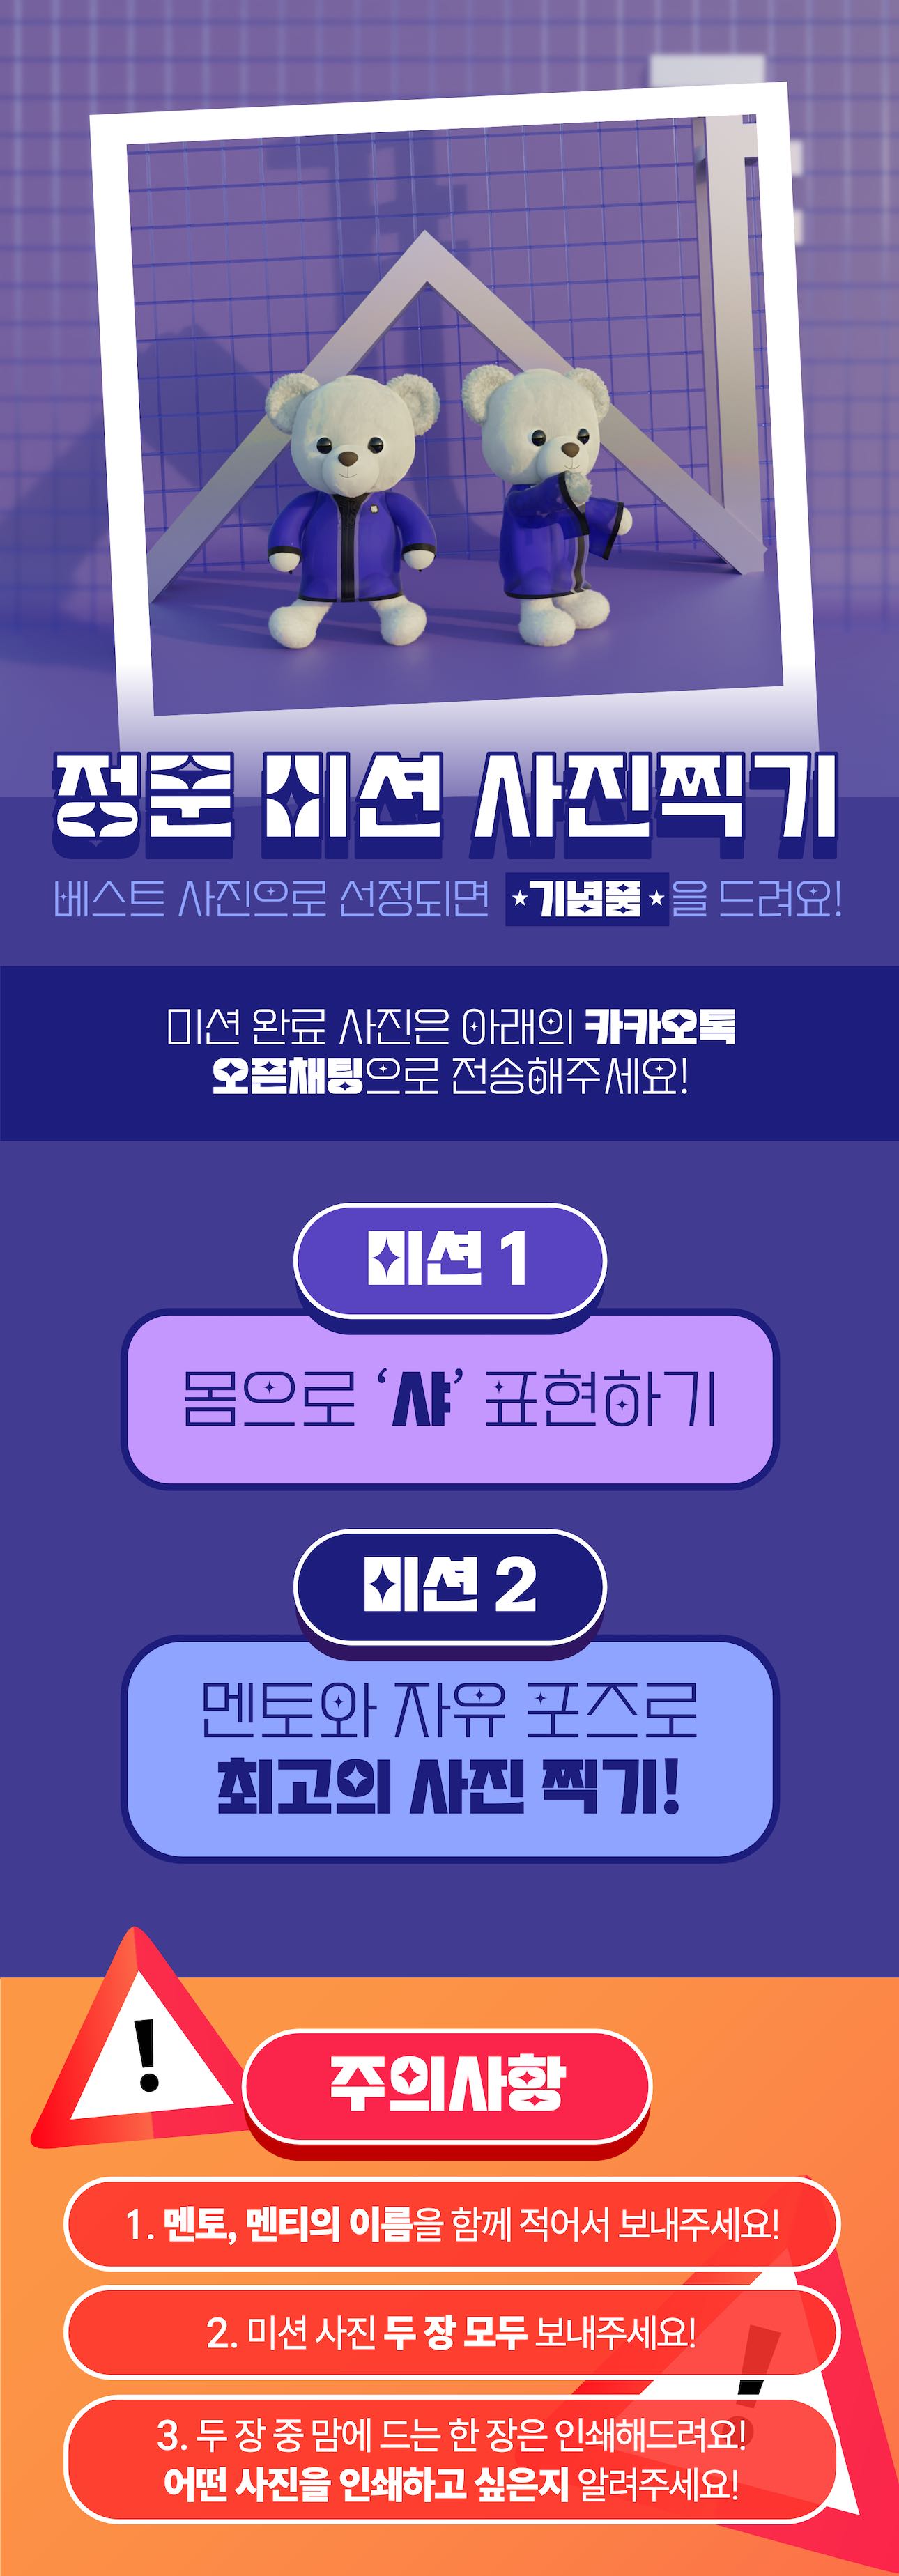 정문 미션 사진찍기
베스트 사진으로 선정되면 ★기념품★을 드려요!
미션 완료 사진은 아래의 카카오톡
오픈채팅으로 전송해주세요!
미션 1
몸으로 ‘샤’ 표현하기
미션 2
멘토와 자유 포즈로
최고의 사진 찍기!
!
주의사항
1. 멘토, 멘티의 이름을 함께 적어서 보내주세요!
2. 미션 사진 두 장 모두 보내주세요!
3. 두 장 중 맘에 드는 한 장은 인쇄해드려요!
어떤 사진을 인쇄하고 싶은지 알려주세요!
!